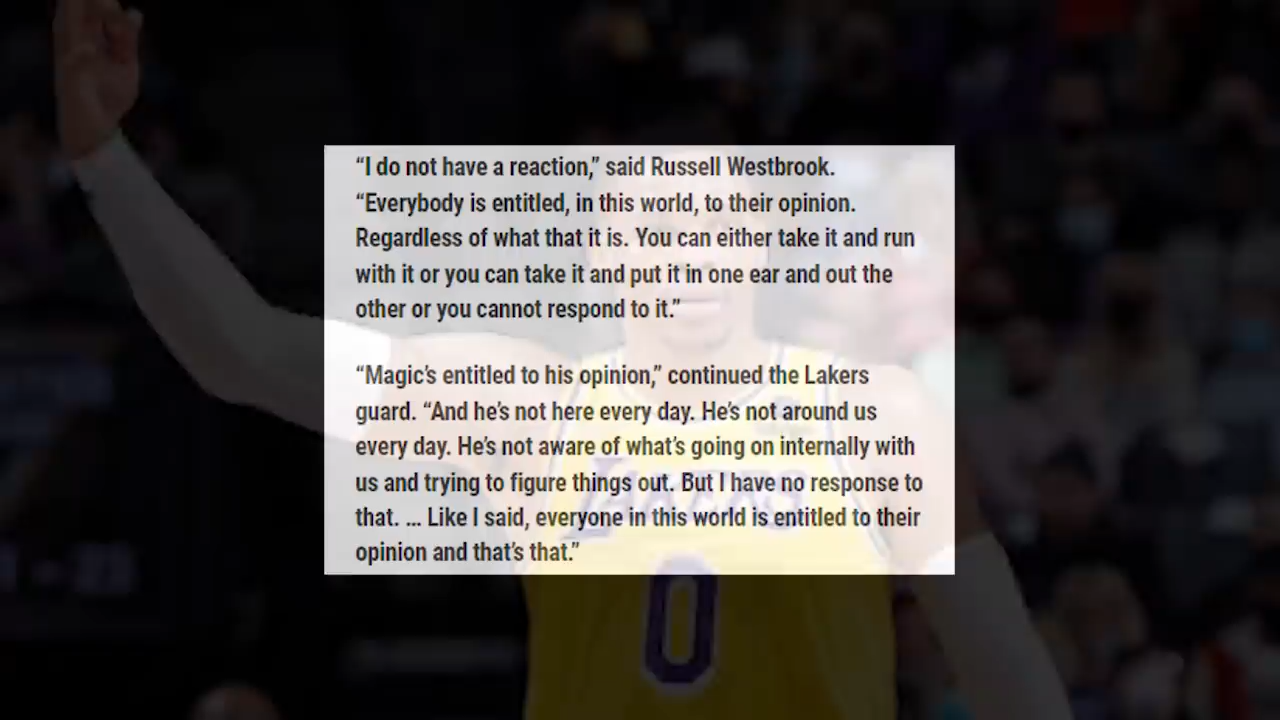 “I do not have a reaction,” said Russell Westbrook.
“Everybody is entitled, in this world, to their opinion.
Regardless of what that it is. You can either take it and run
with it or you can take it and put it in one ear and out the
other or you cannot respond to it.”
“Magic’s entitled to his opinion,” continued the Lakers
guard. “And he’s not here every day. He’s not around us
every day. He’s not aware of what’s going on internally with
us and trying to figure things out. But I have no response to
that. ... Like I said, everyone in this world is entitled to their
opinion and that’s that.”
Lakers
0